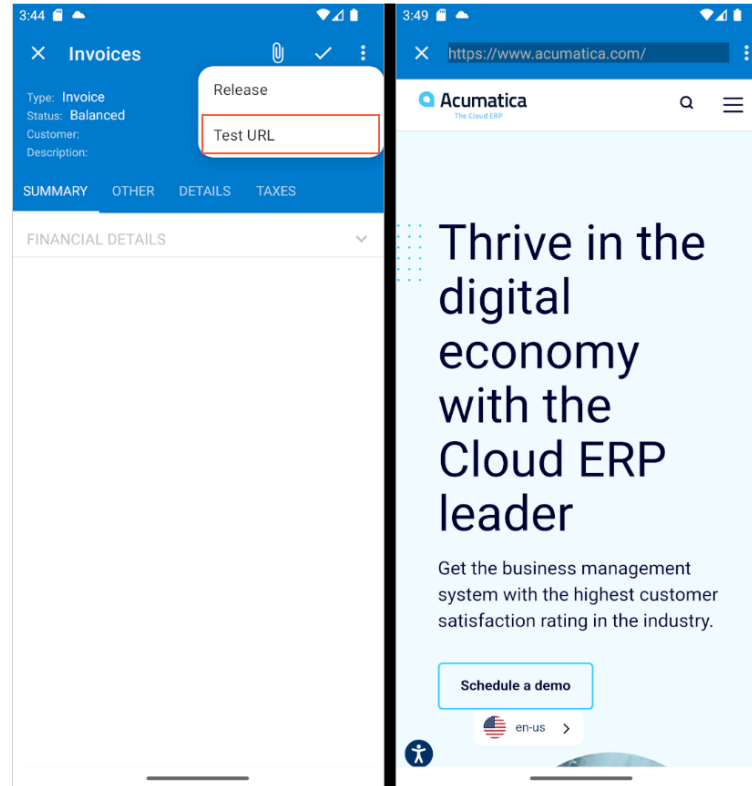 3:44
Invoices
Type: Invoice
Status: Balanced
Customer:
Description:
Release
Test URL
SUMMARY OTHER DETAILS TAXES
FINANCIAL DETAILS
3:49
https://www.acumatica.com/
Acumatica
The Cloud ERP
Thrive in the
digital
economy
with the
Cloud ERP
leader
Get the business management
system with the highest customer
satisfaction rating in the industry.
Schedule a demo
en-us